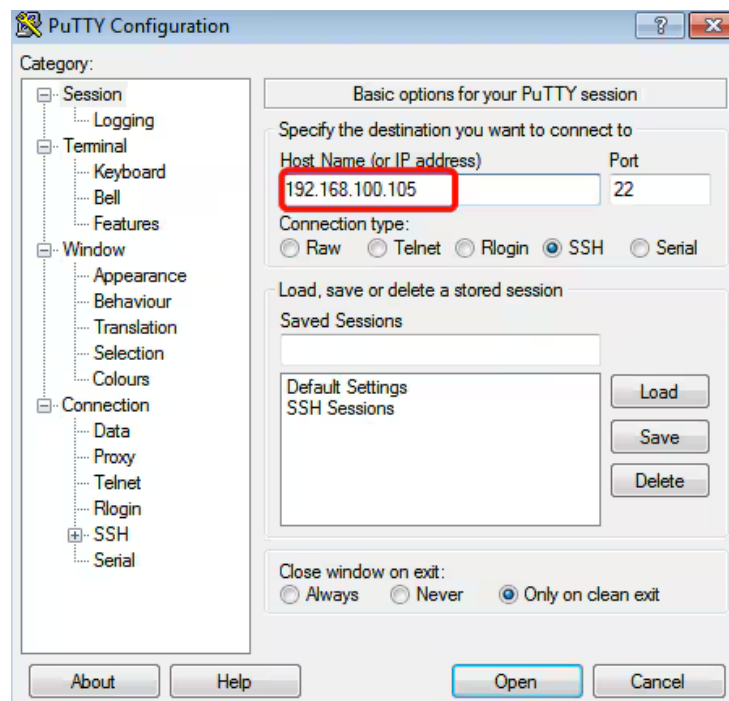 PuTTY Configuration
Category:
Session
Logging
Terminal
Keyboard
Bell
Features
Window
Appearance
Behaviour
Translation
Selection
Colours
Connection
Data
Proxy
Telnet
Rlogin
SSH
Serial
Basic options for your PuTTY session
Specify the destination you want to connect to
Host Name (or IP address) Port
192.168.100.105 22
Connection type:
Raw Telnet Rlogin SSH Serial
Load, save or delete a stored session
Saved Sessions
Default Settings
SSH Sessions
Load
Save
Delete
Close window on exit:
Always Never Only on clean exit
About Help Open Cancel